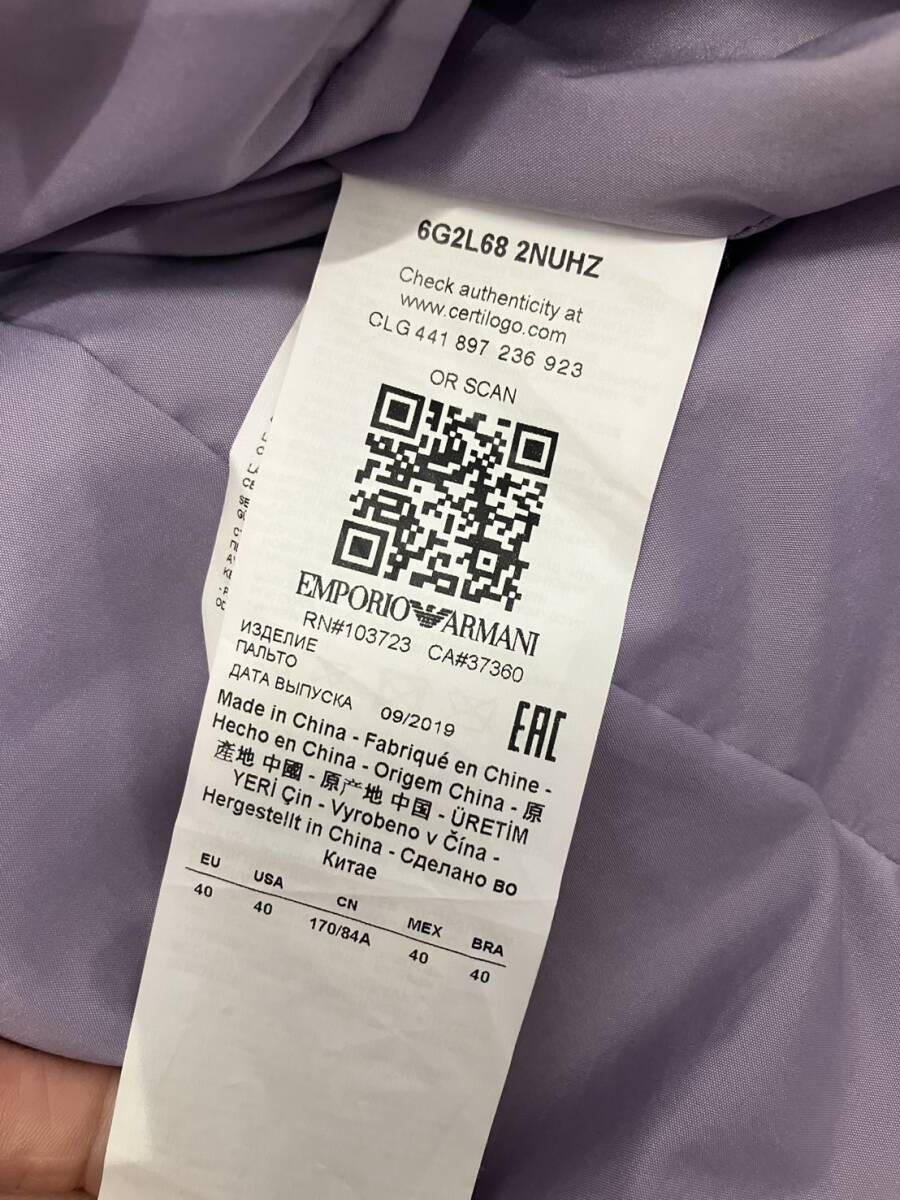 6G2L68 2NUHZ
Check authenticity at
www.certilogo.com
CLG 441 897 236 923
OR SCAN
EMPORIO ARMANI
RN#103723 CA#37360
ИЗДЕЛИЕ
ПАЛЬТО
ДАТА ВЫПУСКА 09/2019
EAC
Made in China - Fabriqué en Chine -
Hecho en China - Origem China - 原
產地 中國 - 原产地 中国 - ÜRETİM
YERİ Çin - Vyrobeno v Čína -
Hergestellt in China - Сделано во
Китае
EU USA CN MEX BRA
40 40 170/84A 40 40